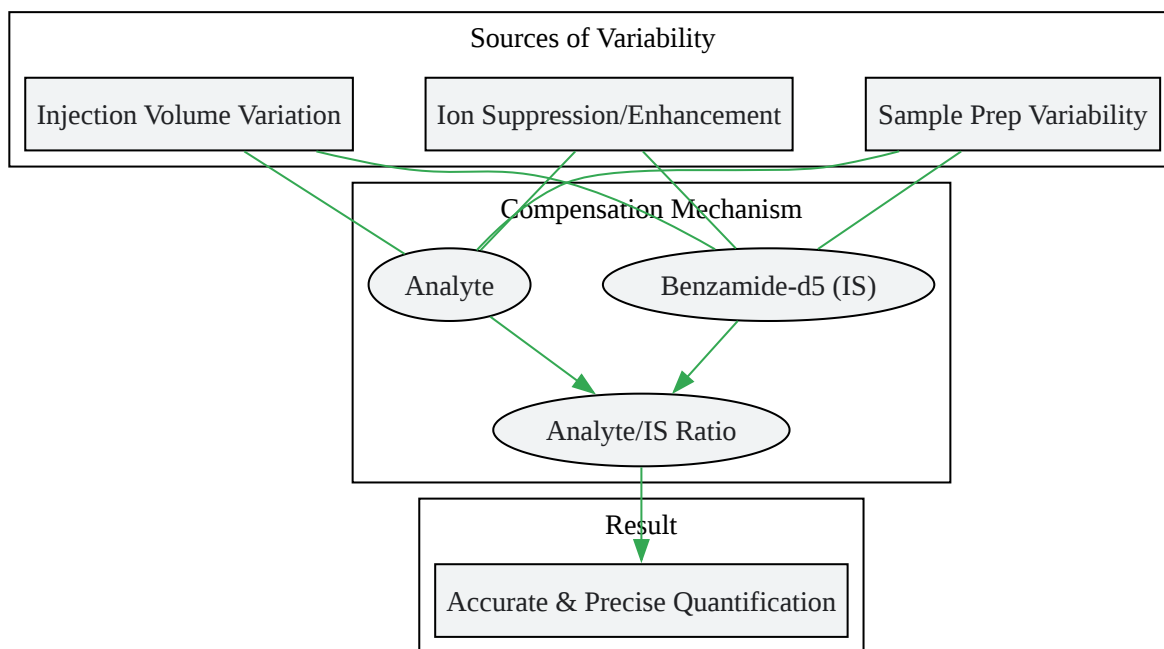 Sources of Variability
Injection Volume Variation
Ion Suppression/Enhancement
Sample Prep Variability
Compensation Mechanism
Analyte
Benzamide-d5 (IS)
Analyte/IS Ratio
Result
Accurate & Precise Quantification